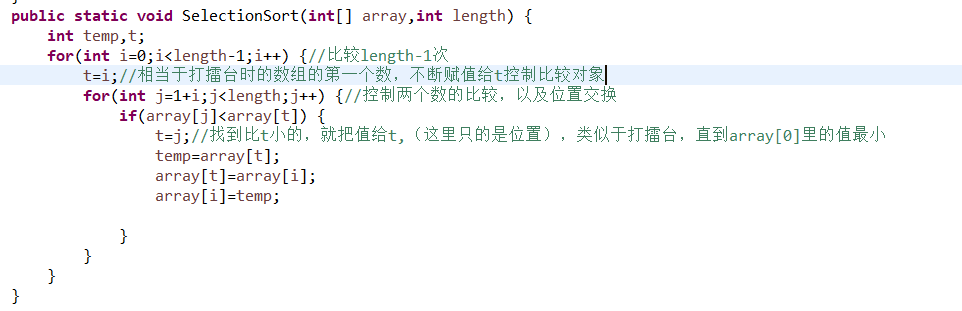 public static void SelectionSort(int[] array,int length) {
int temp,t;
for(int i=0;i<length-1;i++) {//比较length-1次
t=i;//相当于打擂台时的数组的第一个数，不断赋值给t控制比较对象
for(int j=1+i;j<length;j++) {//控制两个数的比较，以及位置交换
if(array[j]<array[t]) {
t=j;//找到比t小的，就把值给t,（这里只的是位置），类似于打擂台，直到array[0]里的值最小
temp=array[t];
array[t]=array[i];
array[i]=temp;
}
}
}
}